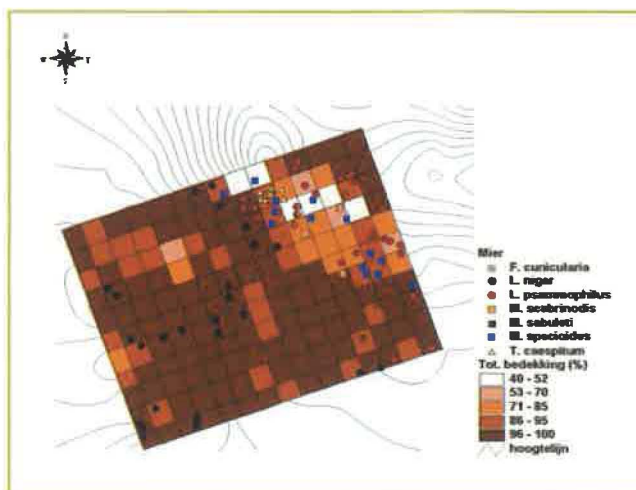 Mier
F. cunicularia
L. niger
L. psammophilus
M. scabrinodis
M. sabuleti
M. specioides
T. caespitum
Tot. bedekking (%)
40 - 52
53 - 70
71 - 85
86 - 95
96 - 100
hoogtelijn